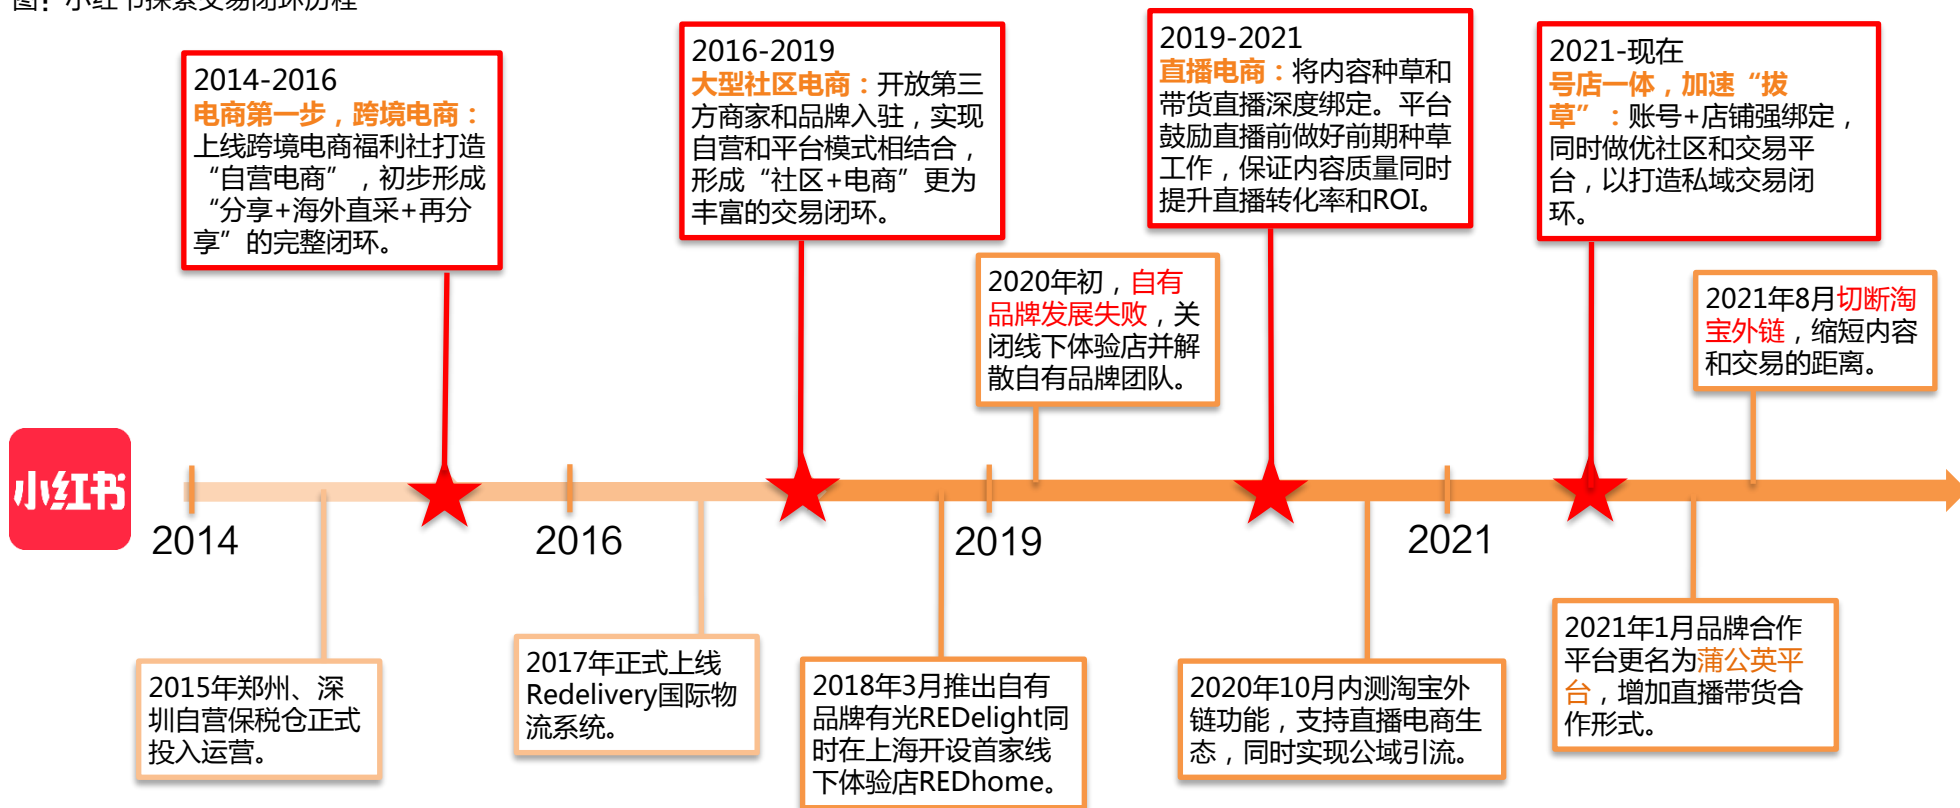 图：小红书探索交易闭环历程
2014-2016
电商第一步，跨境电商：
上线跨境电商福利社打造
“自营电商”，初步形成
“分享+海外直采+再分
享”的完整闭环。
2016-2019
大型社区电商：开放第三
方商家和品牌入驻，实现
自营和平台模式相结合，
形成“社区+电商”更为
丰富的交易闭环。
2019-2021
直播电商：将内容种草和
带货直播深度绑定。平台
鼓励直播前做好前期种草
工作，保证内容质量同时
提升直播转化率和ROI。
2021-现在
号店一体，加速“拔
草”：账号+店铺强绑定，
同时做优社区和交易平
台，以打造私域交易闭
环。
2020年初，自有
品牌发展失败，关
闭线下体验店并解
散自有品牌团队。
2021年8月切断淘
宝外链，缩短内容
和交易的距离。
小红书
2014
2016
2019
2021
2015年郑州、深
圳自营保税仓正式
投入运营。
2017年正式上线
Redelivery国际物
流系统。
2018年3月推出自有
品牌有光REDelight同
时在上海开设首家线
下体验店REDhome。
2020年10月内测淘宝外
链功能，支持直播电商生
态，同时实现公域引流。
2021年1月品牌合作
平台更名为蒲公英平
台，增加直播带货合
作形式。